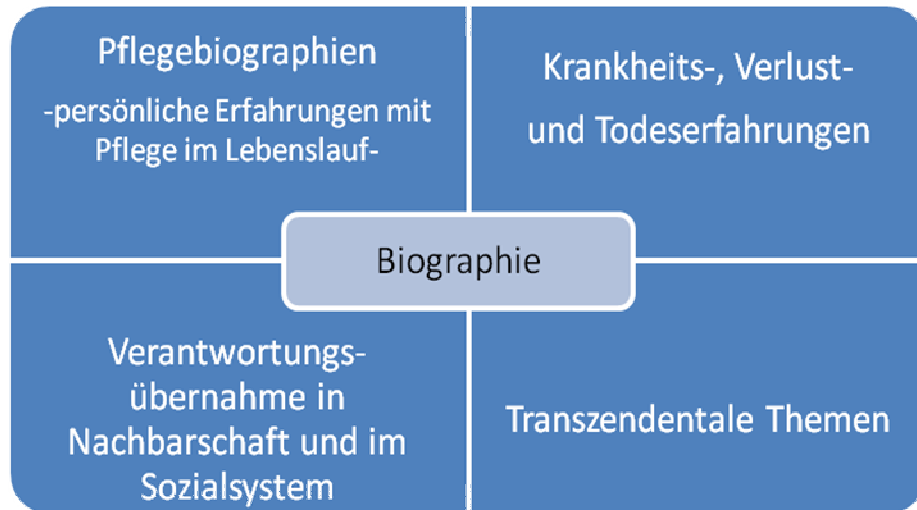 Pflegebiographien
-persönliche Erfahrungen mit
Pflege im Lebenslauf-
Krankheits-, Verlust-
und Todeserfahrungen
Biographie
Verantwortungs-
übernahme in
Nachbarschaft und im
Sozialsystem
Transzendentale Themen